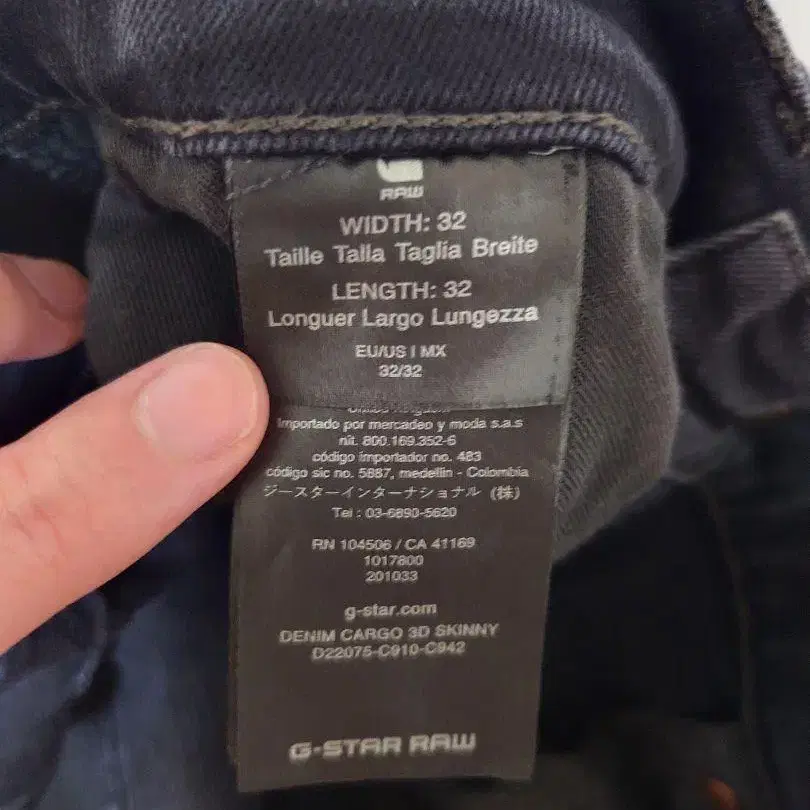 RAW
WIDTH: 32
Taille Talla Taglia Breite
LENGTH: 32
Longuer Largo Lungezza
EU/US | MX
32/32
Importado por mercadeo y moda s.a.s
nit. 800.169.352-6
código importador no. 483
código sic no. 5887, medellin - Colombia
ジースターインターナショナル (株)
Tel : 03-6890-5620
RN 104506 / CA 41169
1017800
201033
g-star.com
DENIM CARGO 3D SKINNY
D22075-C910-C942
G-STAR RAW